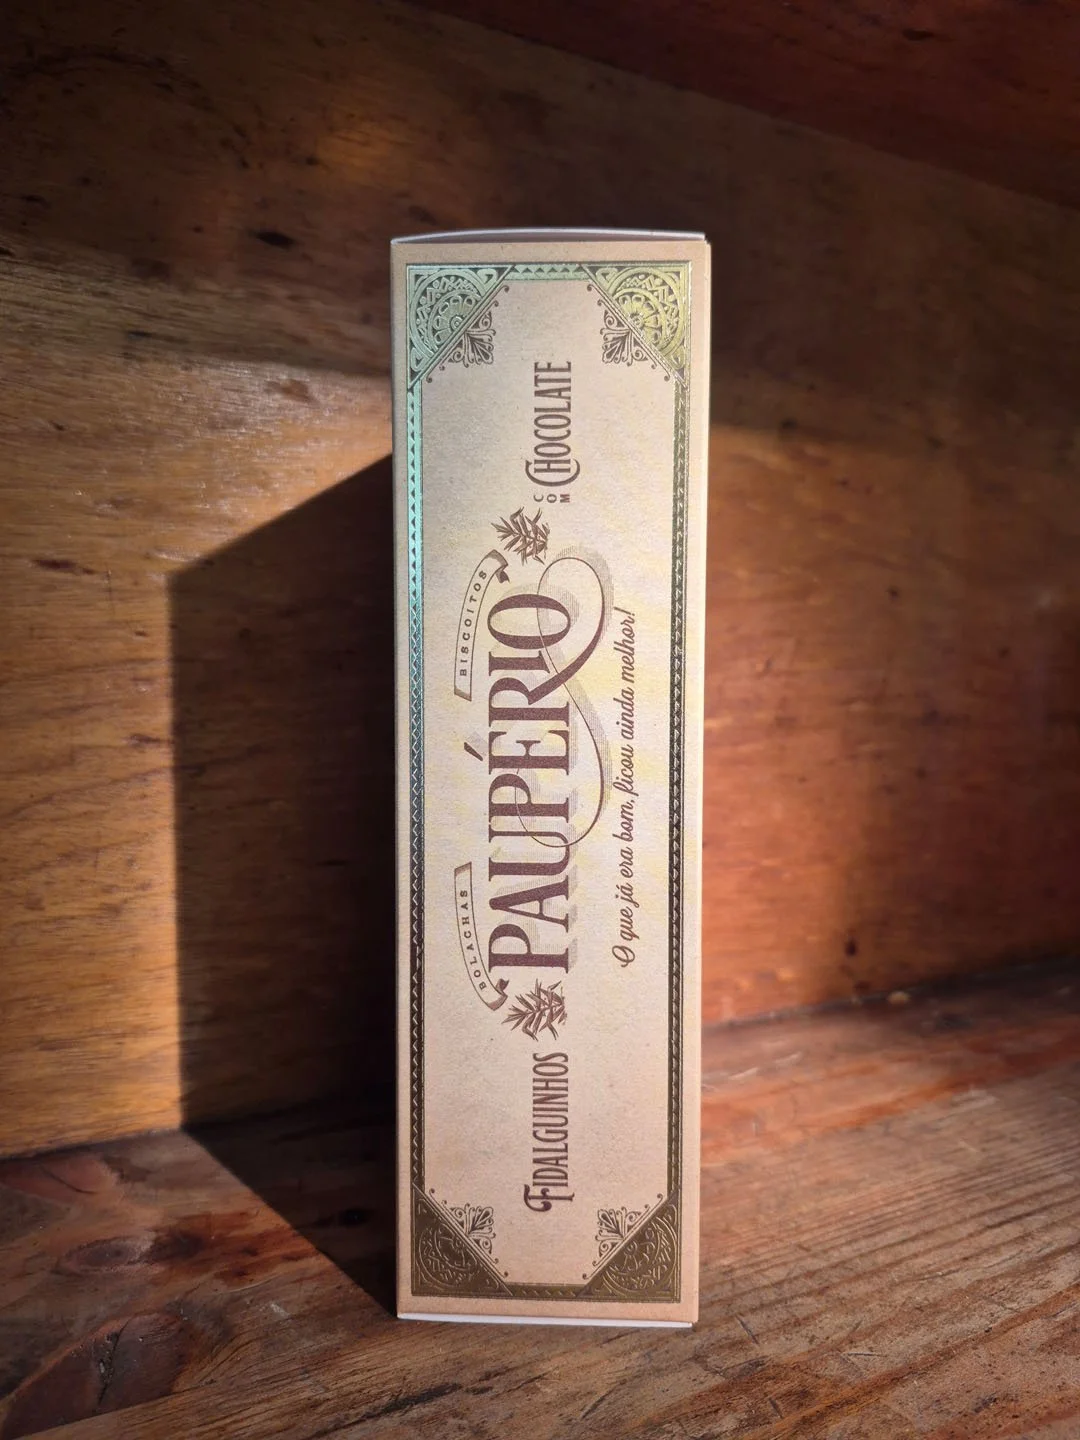 BOLACHAS BISCOITOS
FIDALGUINHOS PAUPÉRIO COM CHOCOLATE
O que já era bom, ficou ainda melhor!